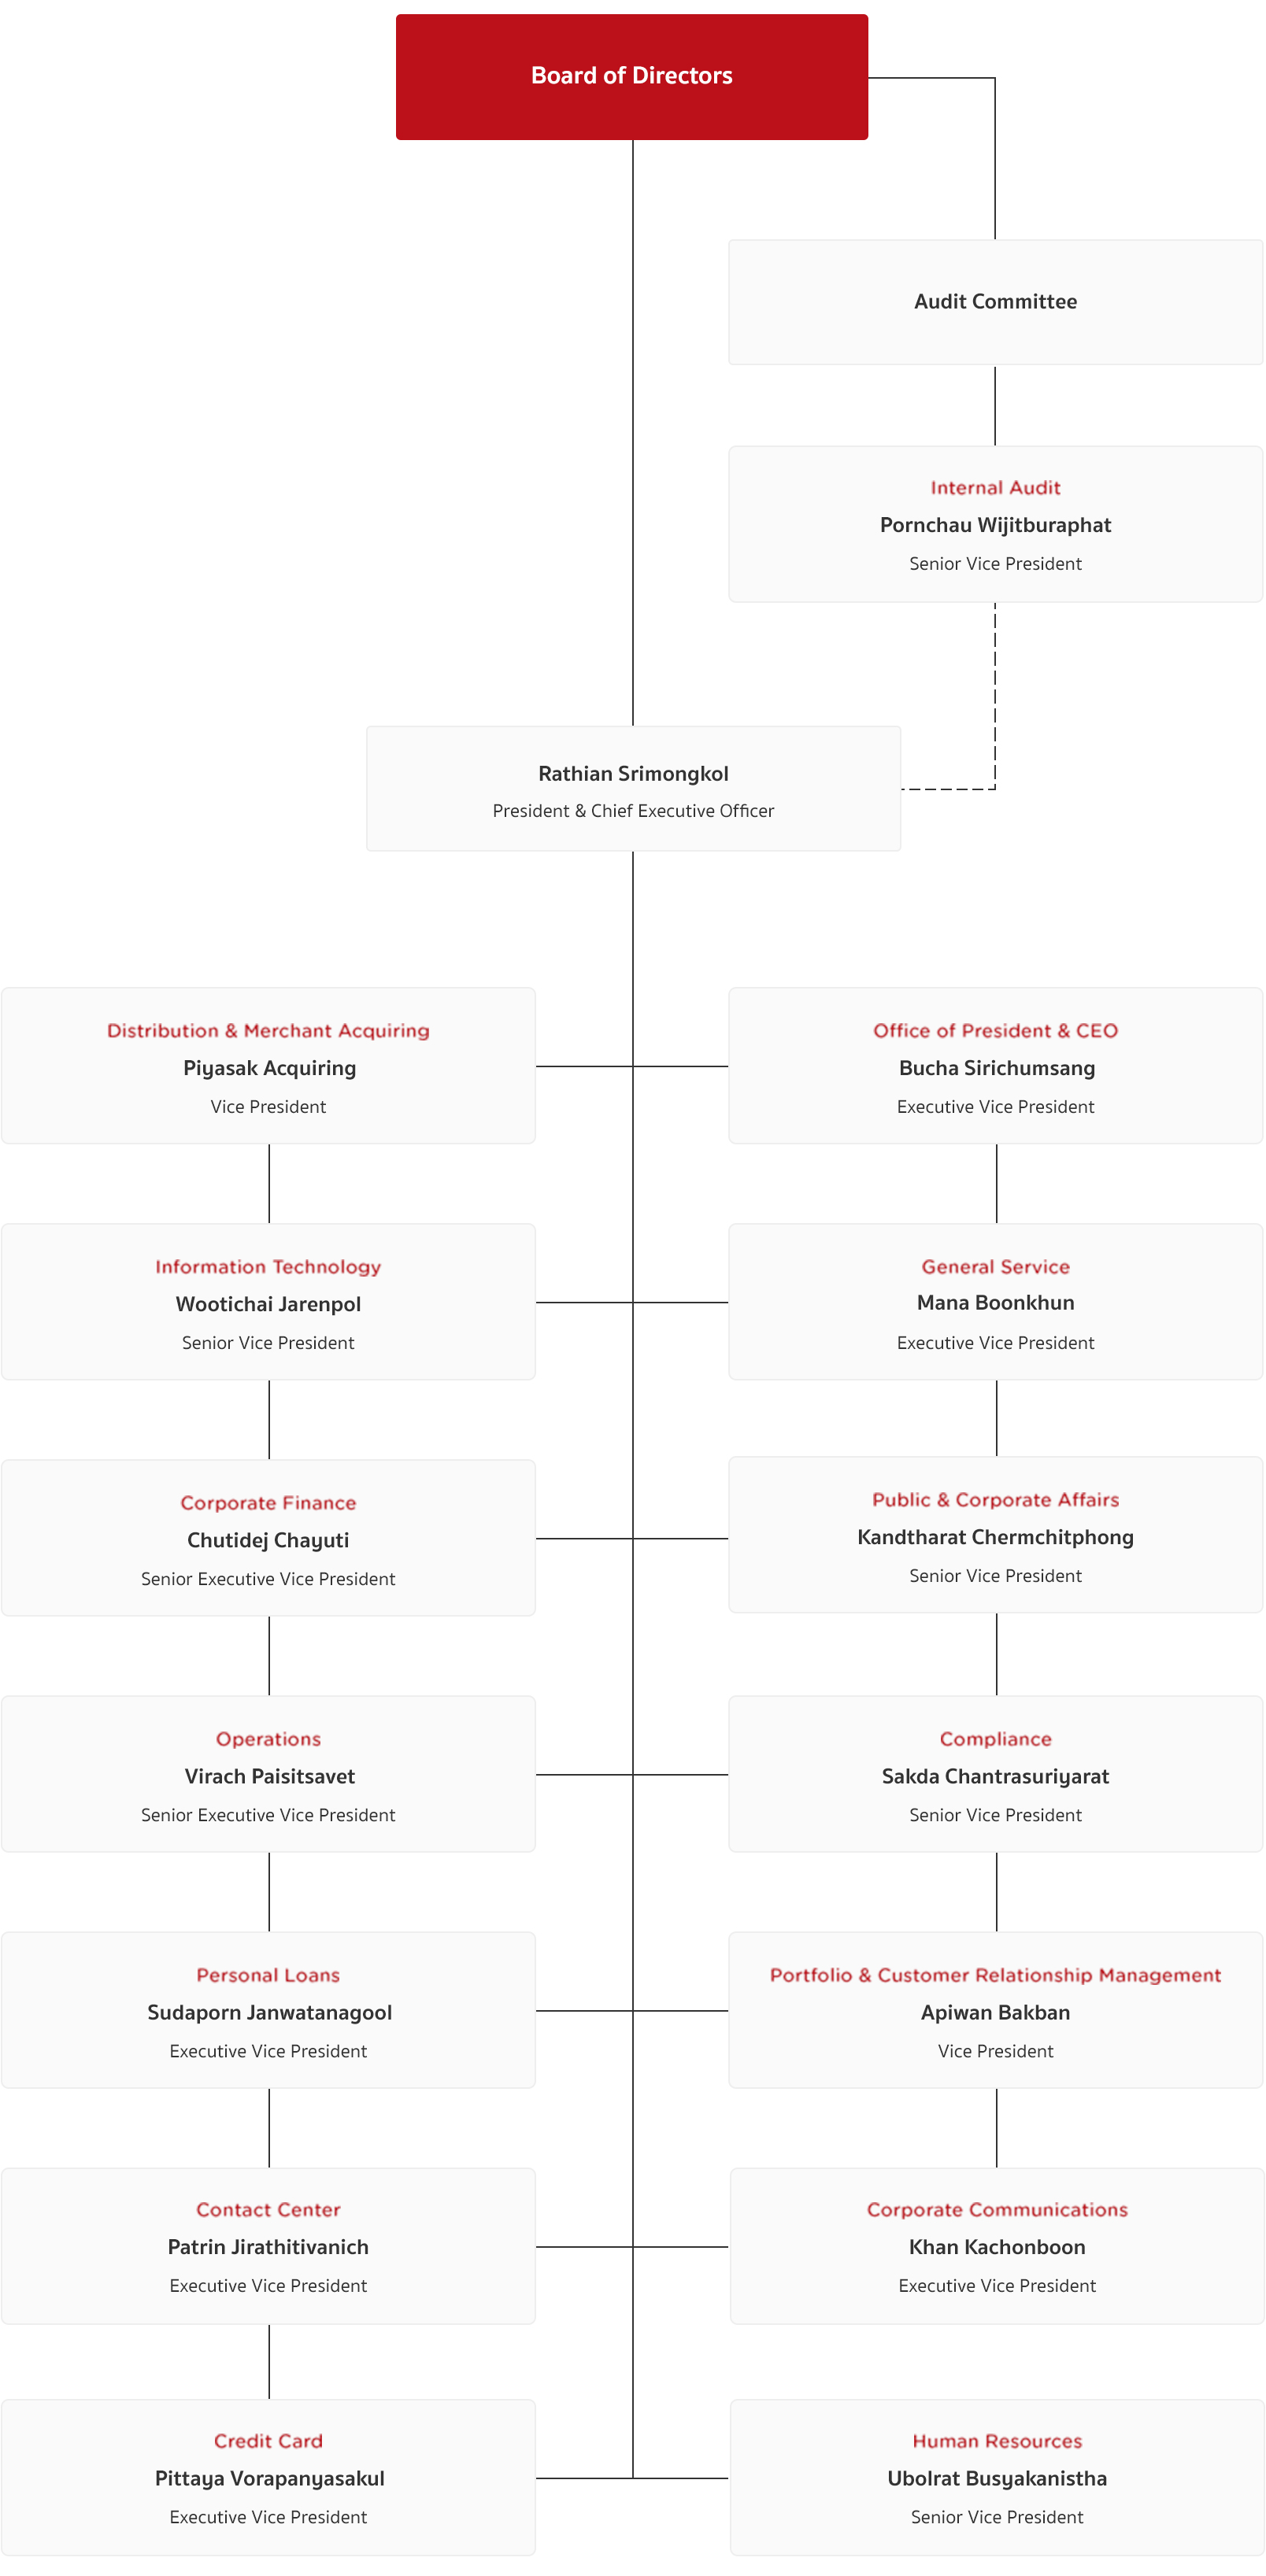 Board of Directors
Audit Committee
Internal Audit
Pornchau Wijitburaphat
Senior Vice President
Rathian Srimongkol
President & Chief Executive Officer
Distribution & Merchant Acquiring
Piyasak Acquiring
Vice President
Office of President & CEO
Bucha Sirichumsang
Executive Vice President
Information Technology
Wootichai Jarenpol
Senior Vice President
General Service
Mana Boonkhun
Executive Vice President
Corporate Finance
Chutidej Chayuti
Senior Executive Vice President
Public & Corporate Affairs
Kandtharat Chermchitphong
Senior Vice President
Operations
Virach Paisitsavet
Senior Executive Vice President
Compliance
Sakda Chantrasuriyarat
Senior Vice President
Personal Loans
Sudaporn Janwatanagool
Executive Vice President
Portfolio & Customer Relationship Management
Apiwan Bakban
Vice President
Contact Center
Patrin Jirathitivanich
Executive Vice President
Corporate Communications
Khan Kachonboon
Executive Vice President
Credit Card
Pittaya Vorapanyasakul
Executive Vice President
Human Resources
Ubolrat Busyakanistha
Senior Vice President